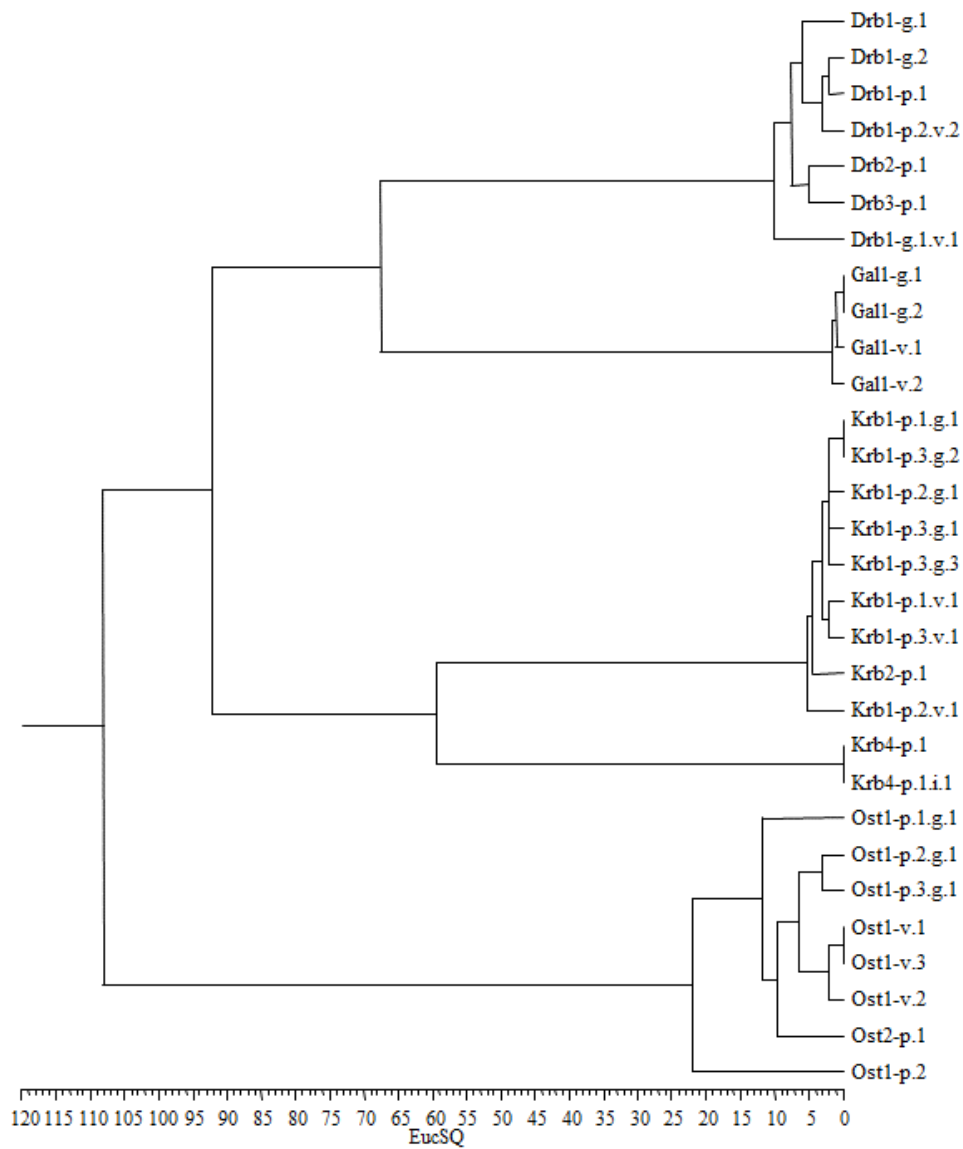 Drb1-g.1
Drb1-g.2
Drb1-p.1
Drb1-p.2.v.2
Drb2-p.1
Drb3-p.1
Drb1-g.1.v.1
Gal1-g.1
Gal1-g.2
Gal1-v.1
Gal1-v.2
Krb1-p.1.g.1
Krb1-p.3.g.2
Krb1-p.2.g.1
Krb1-p.3.g.1
Krb1-p.3.g.3
Krb1-p.1.v.1
Krb1-p.3.v.1
Krb2-p.1
Krb1-p.2.v.1
Krb4-p.1
Krb4-p.1.i.1
Ost1-p.1.g.1
Ost1-p.2.g.1
Ost1-p.3.g.1
Ost1-v.1
Ost1-v.3
Ost1-v.2
Ost2-p.1
Ost1-p.2
120 115 110 105 100 95 90 85 80 75 70 65 60 55 50 45 40 35 30 25 20 15 10 5 0
EucSQ